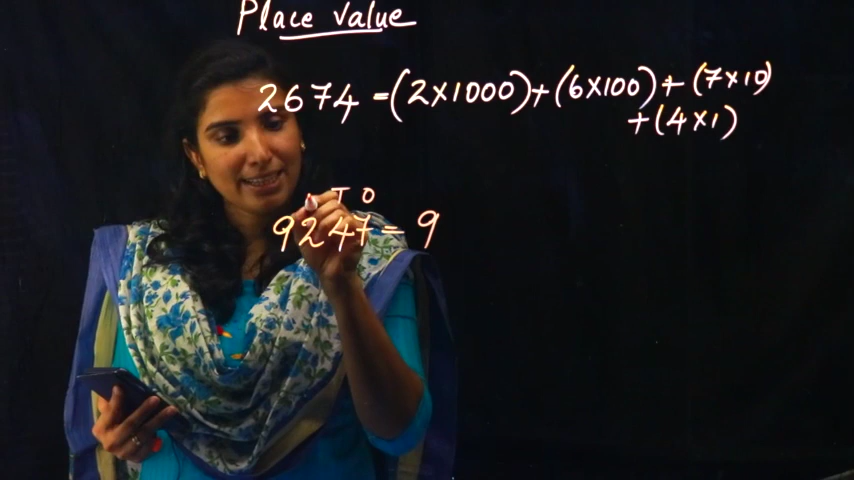 Place value
2674 = (2×1000)+(6×100)+(7×10)
+(4×1)
T O
9247 = 9